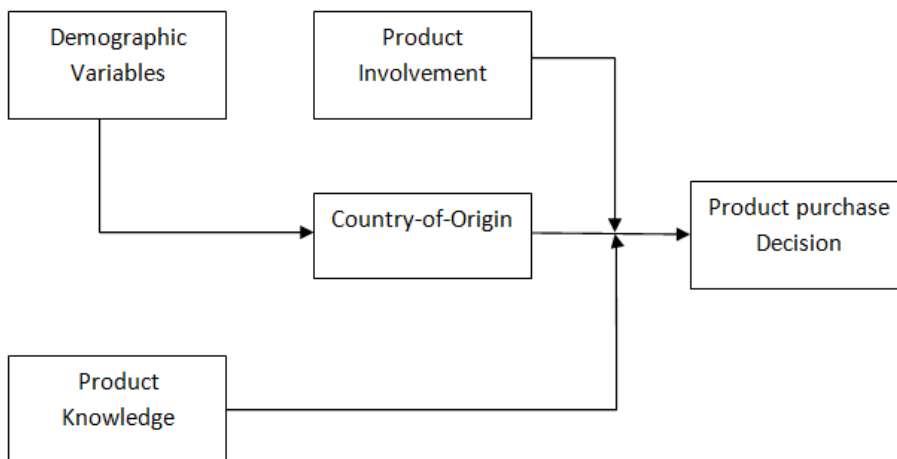 Demographic
Variables
Product
Involvement
Country-of-Origin
Product purchase
Decision
Product
Knowledge